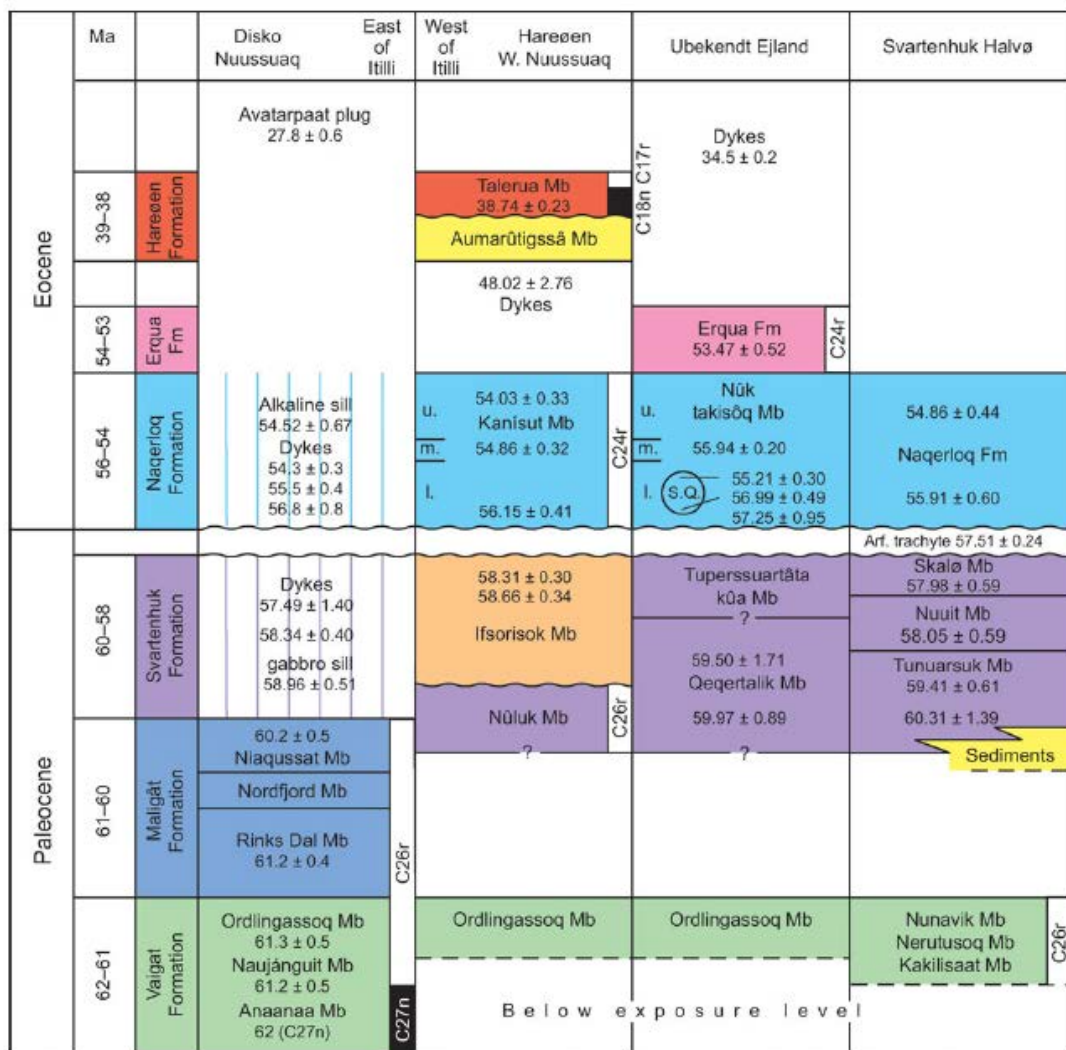 Ma
Disko
Nuussuaq
East
of
Itilli
West
of
Itilli
Hareøen
W. Nuussuaq
Ubekendt Ejland
Svartenhuk Halvø
Eocene
Paleocene
39–38
Hareøen
Formation
54–53
Erqua
Fm
56–54
Naqerloq
Formation
60–58
Svartenhuk
Formation
61–60
Maligât
Formation
62–61
Vaigat
Formation
Avatarpaat plug
27.8 ± 0.6
Alkaline sill
54.52 ± 0.67
Dykes
54.3 ± 0.3
55.5 ± 0.4
56.8 ± 0.8
Dykes
57.49 ± 1.40
58.34 ± 0.40
gabbro sill
58.96 ± 0.51
60.2 ± 0.5
Niaqussat Mb
Nordfjord Mb
Rinks Dal Mb
61.2 ± 0.4
C26r
Ordlingassoq Mb
61.3 ± 0.5
Naujánguit Mb
61.2 ± 0.5
Anaanaa Mb
62 (C27n)
C27n
Talerua Mb
38.74 ± 0.23
C18n C17r
Aumarûtigssâ Mb
48.02 ± 2.76
Dykes
u.
m.
l.
54.03 ± 0.33
Kanísut Mb
54.86 ± 0.32
56.15 ± 0.41
C24r
58.31 ± 0.30
58.66 ± 0.34
Ifsorisok Mb
Nûluk Mb
?
C26r
Ordlingassoq Mb
Dykes
34.5 ± 0.2
Erqua Fm
53.47 ± 0.52
C24r
u.
m.
l.
Nûk
takisôq Mb
55.94 ± 0.20
S.Q.
55.21 ± 0.30
56.99 ± 0.49
57.25 ± 0.95
Tuperssuartâta
kûa Mb
?
59.50 ± 1.71
Qeqertalik Mb
59.97 ± 0.89
?
Ordlingassoq Mb
54.86 ± 0.44
Naqerloq Fm
55.91 ± 0.60
Arf. trachyte 57.51 ± 0.24
Skalø Mb
57.98 ± 0.59
Nuuit Mb
58.05 ± 0.59
Tunuarsuk Mb
59.41 ± 0.61
60.31 ± 1.39
Sediments
Nunavik Mb
Nerutusoq Mb
Kakilisaat Mb
C26r
Below exposure level